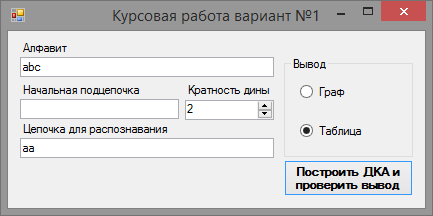 Курсовая работа вариант №1
Алфавит
abc
Начальная подцепочка
Кратность дины
2
Цепочка для распознавания
aa
Вывод
Граф
Таблица
Построить ДКА и
проверить вывод